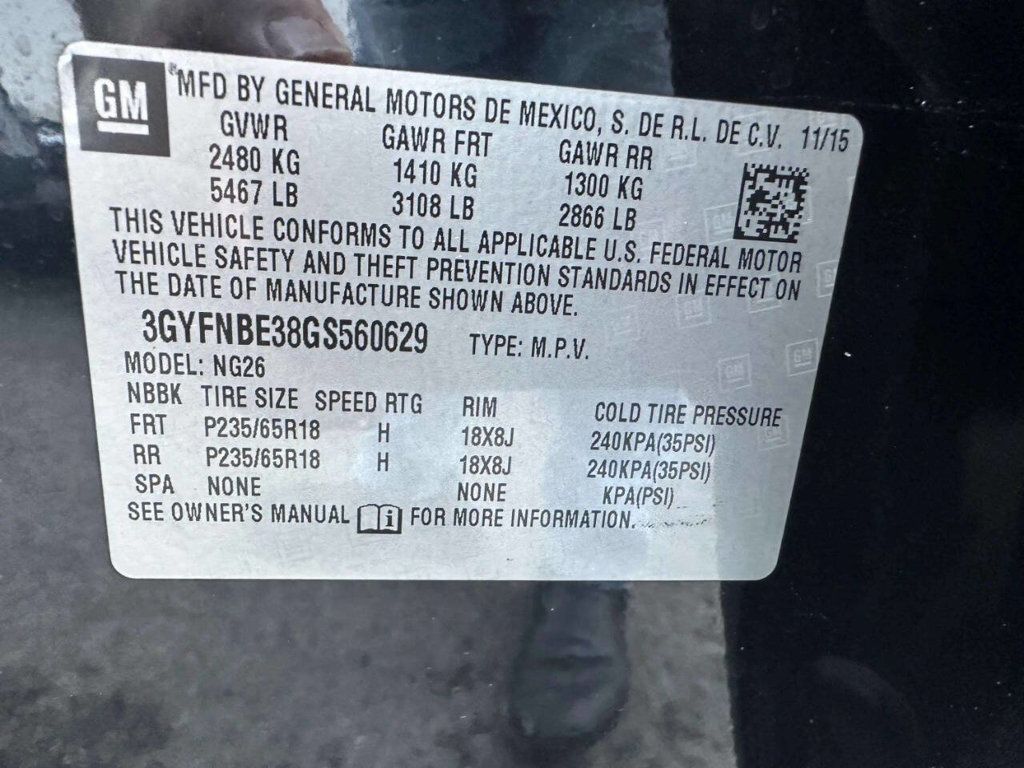 GM
MFD BY GENERAL MOTORS DE MEXICO, S. DE R.L. DE C.V. 11/15
GVWR GAWR FRT GAWR RR
2480 KG 1410 KG 1300 KG
5467 LB 3108 LB 2866 LB
THIS VEHICLE CONFORMS TO ALL APPLICABLE U.S. FEDERAL MOTOR
VEHICLE SAFETY AND THEFT PREVENTION STANDARDS IN EFFECT ON
THE DATE OF MANUFACTURE SHOWN ABOVE.
3GYFNBE38GS560629 TYPE: M.P.V.
MODEL: NG26
NBBK TIRE SIZE SPEED RTG RIM COLD TIRE PRESSURE
FRT P235/65R18 H 18X8J 240KPA(35PSI)
RR P235/65R18 H 18X8J 240KPA(35PSI)
SPA NONE NONE KPA(PSI)
SEE OWNER'S MANUAL i FOR MORE INFORMATION.